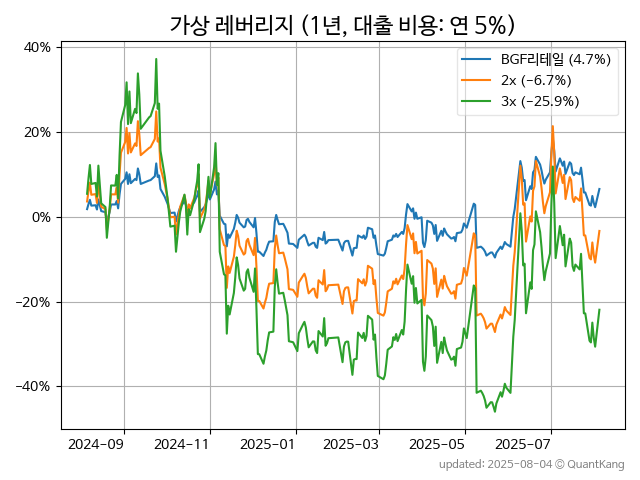 가상 레버리지 (1년, 대출 비용: 연 5%)
BGF리테일 (4.7%)
2x (−6.7%)
3x (−25.9%)
40%
20%
0%
−20%
−40%
2024-09 2024-11 2025-01 2025-03 2025-05 2025-07
updated: 2025-08-04 © QuantKang